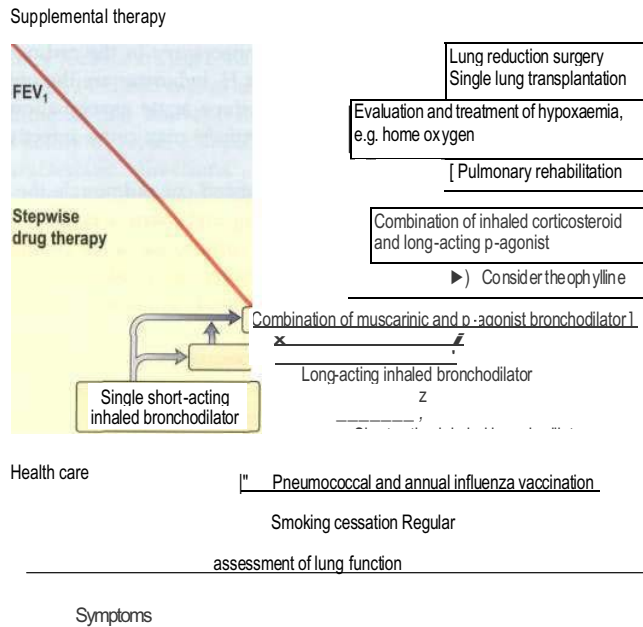 Supplemental therapy
FEV1
Lung reduction surgery
Single lung transplantation
Evaluation and treatment of hypoxaemia,
e.g. home oxygen
[ Pulmonary rehabilitation
Stepwise
drug therapy
Combination of inhaled corticosteroid
and long-acting p-agonist
▶) Consider theophylline
Combination of muscarinic and p-agonist bronchodilator]
Long-acting inhaled bronchodilator
z
Single short-acting
inhaled bronchodilator
Health care
|" Pneumococcal and annual influenza vaccination
Smoking cessation Regular
assessment of lung function
Symptoms